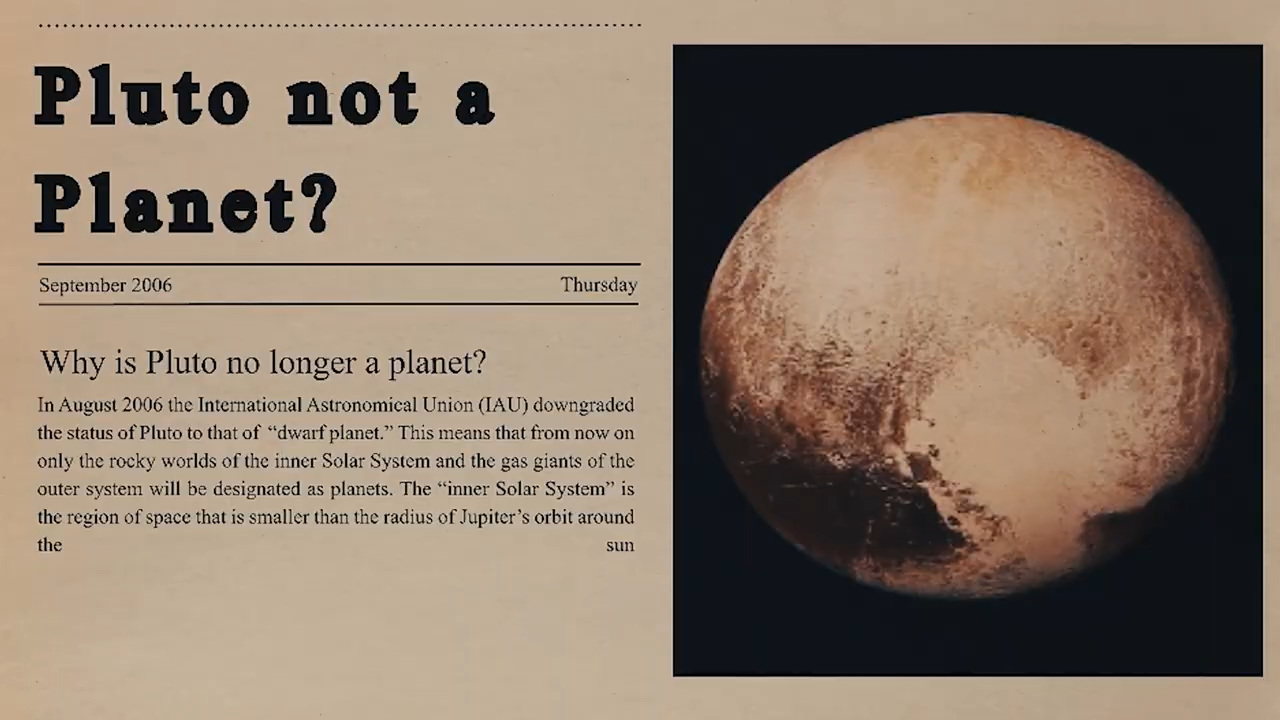 Pluto not a
Planet?
September 2006 Thursday
Why is Pluto no longer a planet?
In August 2006 the International Astronomical Union (IAU) downgraded
the status of Pluto to that of “dwarf planet.” This means that from now on
only the rocky worlds of the inner Solar System and the gas giants of the
outer system will be designated as planets. The “inner Solar System” is
the region of space that is smaller than the radius of Jupiter’s orbit around
the sun